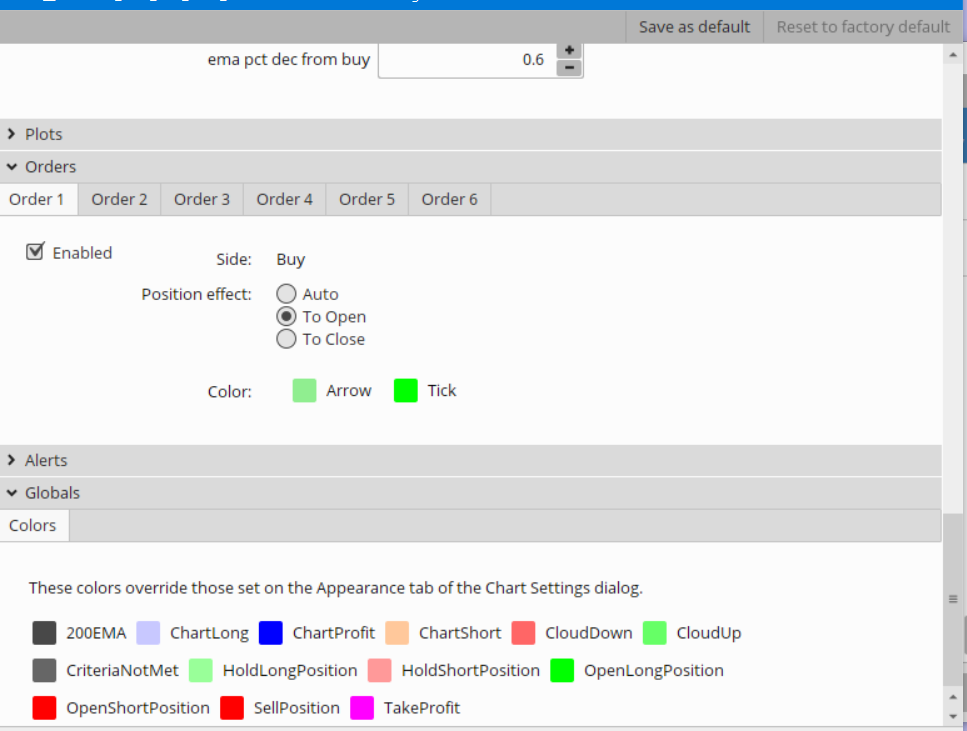 Save as default Reset to factory default
ema pct dec from buy 0.6
Plots
Orders
Order 1 Order 2 Order 3 Order 4 Order 5 Order 6
Enabled Side: Buy
Position effect: Auto
To Open
To Close
Color: Arrow Tick
Alerts
Globals
Colors
These colors override those set on the Appearance tab of the Chart Settings dialog.
200EMA ChartLong ChartProfit ChartShort CloudDown CloudUp
CriteriaNotMet HoldLongPosition HoldShortPosition OpenLongPosition
OpenShortPosition SellPosition TakeProfit